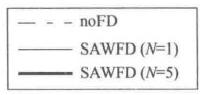 noFD
SAWFD (N=1)
SAWFD (N=5)